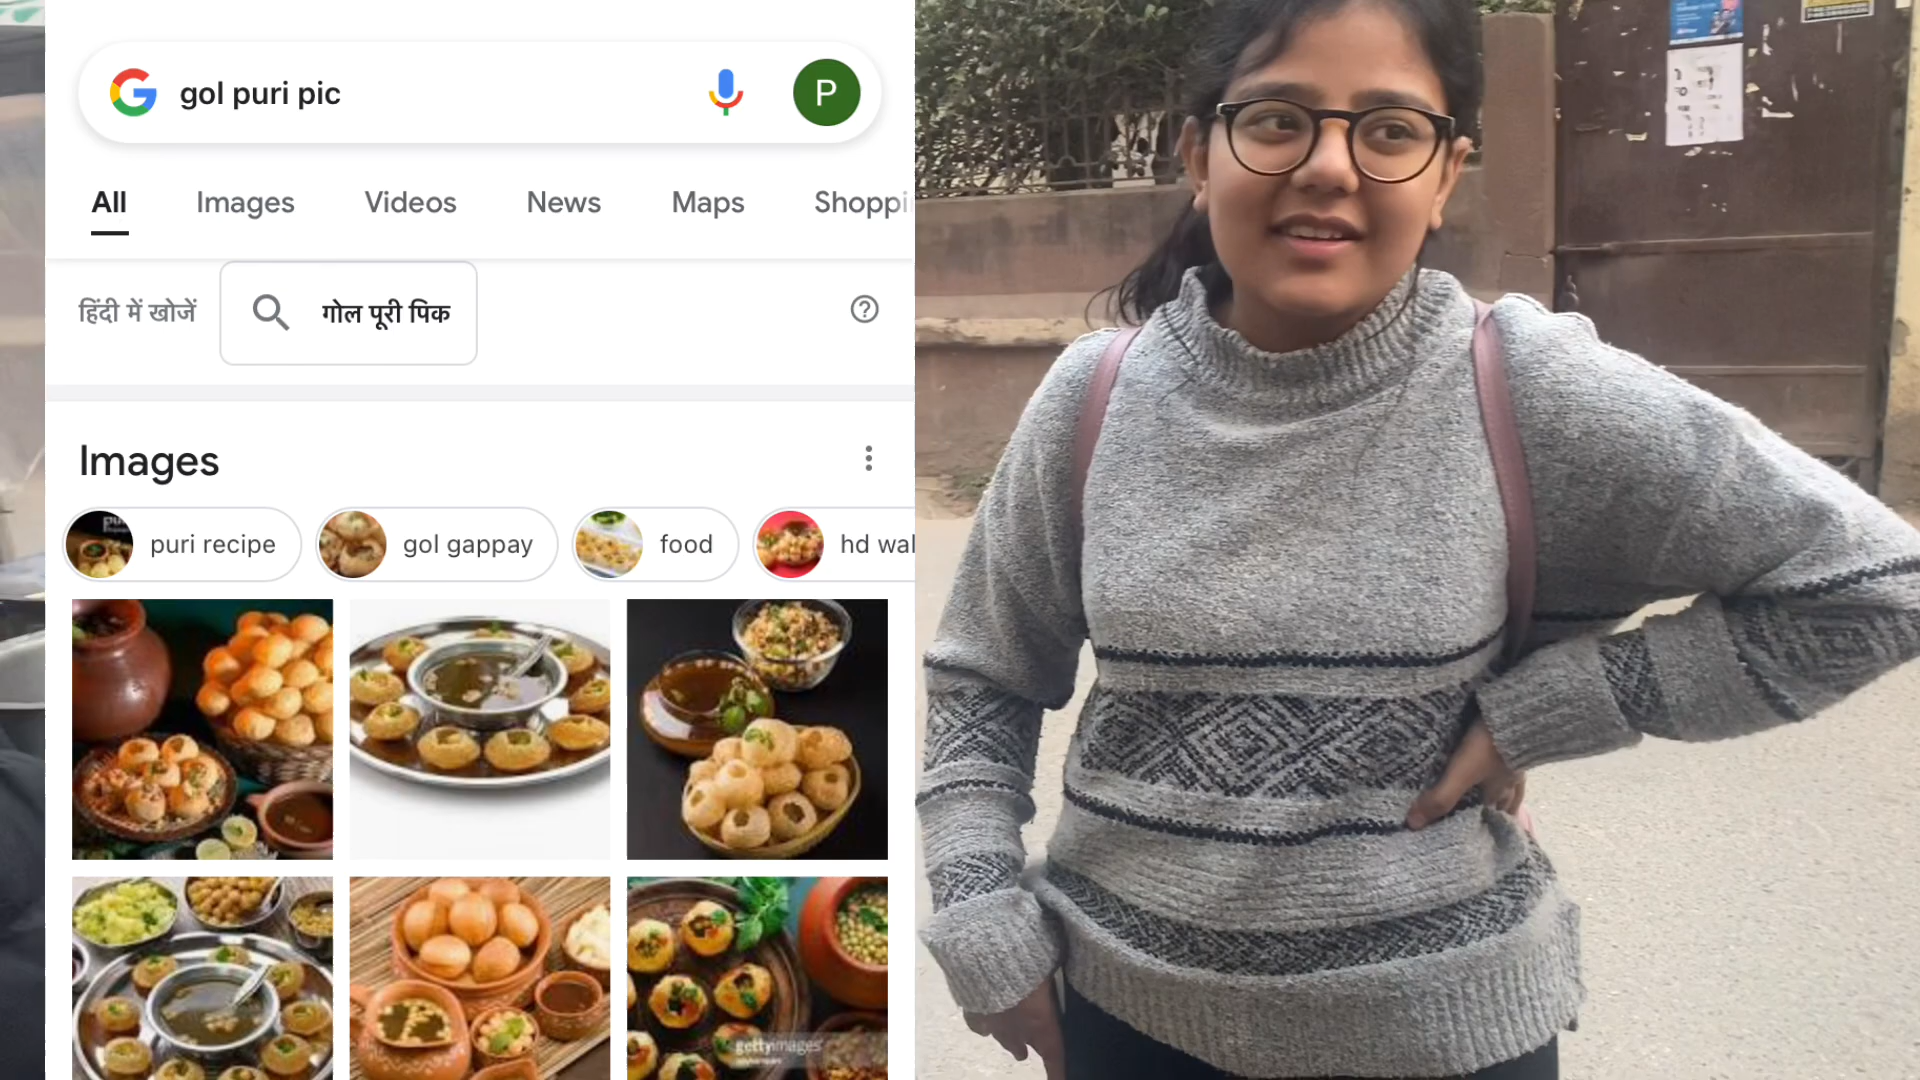 gol puri pic
P
All Images Videos News Maps Shoppi
हिंदी में खोजें गोल पूरी पिक
Images
puri recipe gol gappay food hd wal
gettyimages